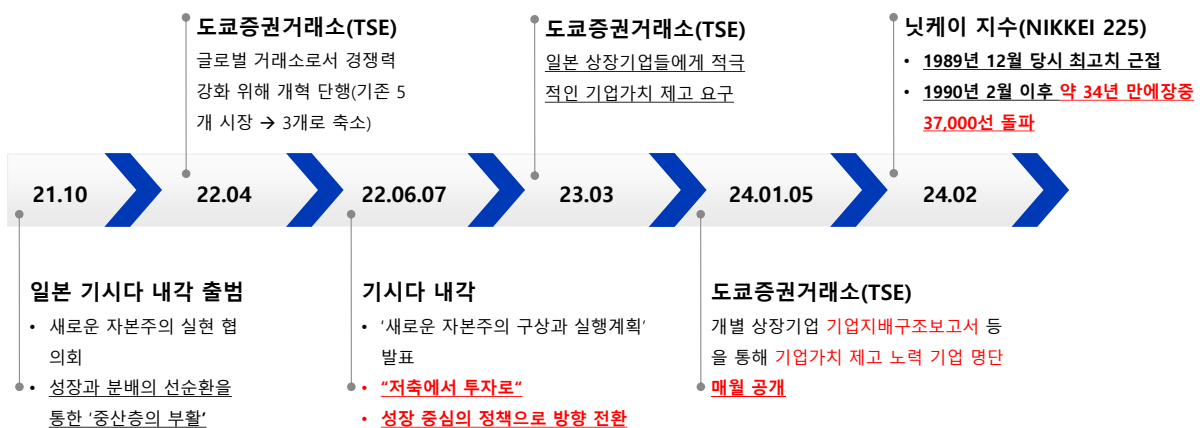 도쿄증권거래소(TSE)
글로벌 거래소로서 경쟁력
강화 위해 개혁 단행(기존 5
개 시장 → 3개로 축소)
도쿄증권거래소(TSE)
일본 상장기업들에게 적극
적인 기업가치 제고 요구
닛케이 지수(NIKKEI 225)
• 1989년 12월 당시 최고치 근접
• 1990년 2월 이후 약 34년 만에장중
37,000선 돌파
21.10
22.04
22.06.07
23.03
24.01.05
24.02
일본 기시다 내각 출범
• 새로운 자본주의 실현 협
의회
• 성장과 분배의 선순환을
통한 ‘중산층의 부활’
기시다 내각
• ‘새로운 자본주의 구상과 실행계획’
발표
• “저축에서 투자로“
• 성장 중심의 정책으로 방향 전환
도쿄증권거래소(TSE)
개별 상장기업 기업지배구조보고서 등
을 통해 기업가치 제고 노력 기업 명단
매월 공개